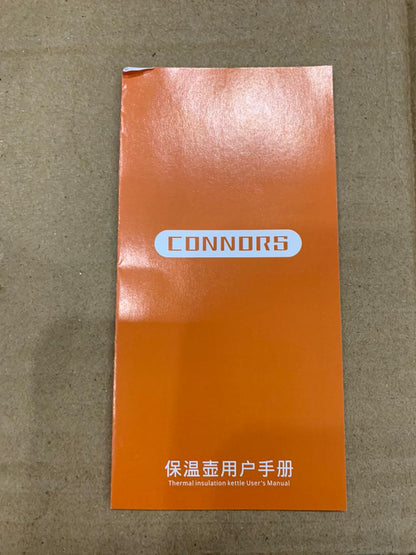 CONNORS
保温壶用户手册
Thermal insulation kettle User's Manual